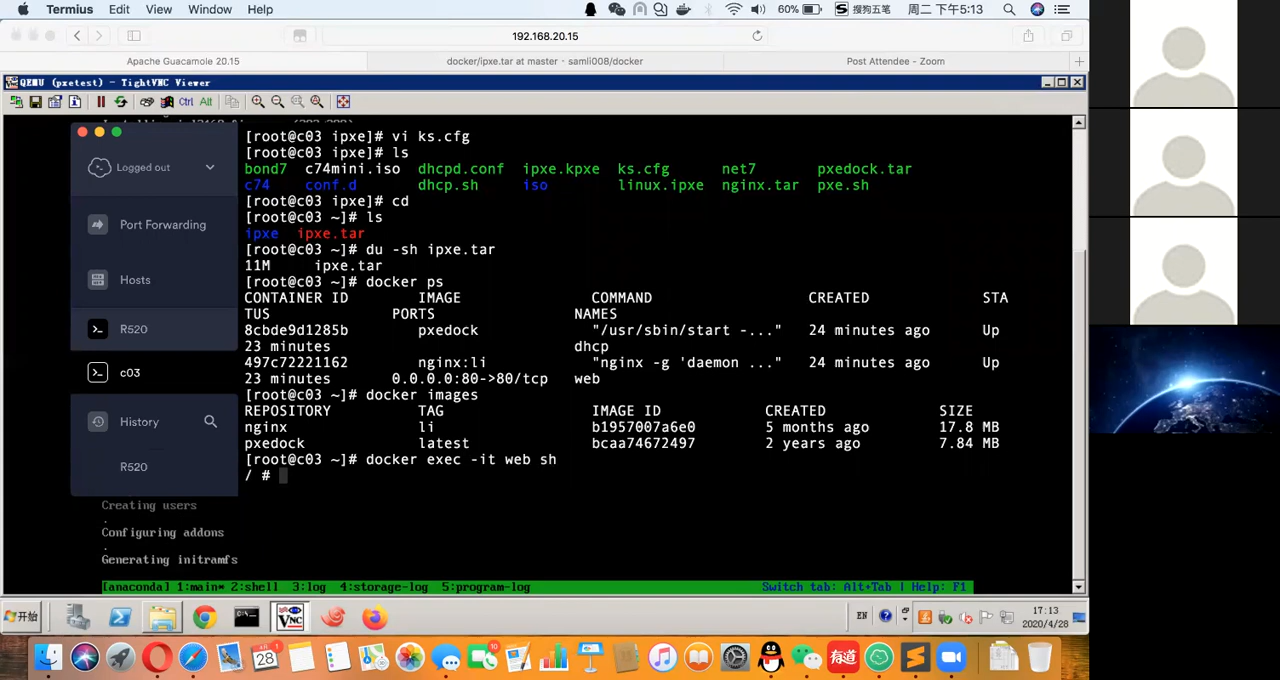 Termius Edit View Window Help 60% 搜狗五笔 周二 下午5:13
192.168.20.15
Apache Guacamole 20.15 docker/ipxe.tar at master · samli008/docker Post Attendee - Zoom
QEMU (pxetest) - TightVNC Viewer
Ctrl Alt
Logged out
Port Forwarding
Hosts
R520
c03
History
R520
[root@c03 ipxe]# vi ks.cfg
[root@c03 ipxe]# ls
bond7 c74mini.iso dhcpd.conf ipxe.kpxe ks.cfg net7 pxedock.tar
c74 conf.d dhcp.sh iso linux.ipxe nginx.tar pxe.sh
[root@c03 ipxe]# cd
[root@c03 ~]# ls
ipxe ipxe.tar
[root@c03 ~]# du -sh ipxe.tar
11M ipxe.tar
[root@c03 ~]# docker ps
CONTAINER ID IMAGE COMMAND CREATED STA
TUS PORTS NAMES
8cbde9d1285b pxedock "/usr/sbin/start -..." 24 minutes ago Up
23 minutes dhcp
497c72221162 nginx:li "nginx -g 'daemon ..." 24 minutes ago Up
23 minutes 0.0.0.0:80->80/tcp web
[root@c03 ~]# docker images
REPOSITORY TAG IMAGE ID CREATED SIZE
nginx li b1957007a6e0 5 months ago 17.8 MB
pxedock latest bcaa74672497 2 years ago 7.84 MB
[root@c03 ~]# docker exec -it web sh
/ #
Creating users
.
Configuring addons
.
Generating initramfs
[anaconda] 1:main* 2:shell 3:log 4:storage-log 5:program-log Switch tab: Alt+Tab | Help: F1
开始 EN 17:13
2020/4/28
28 10 有道